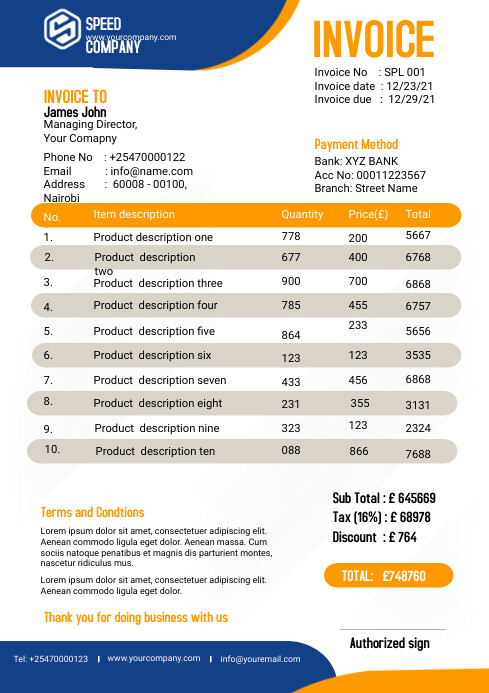 SPEED
www.yourcompany.com
COMPANY
INVOICE
Invoice No : SPL 001
Invoice date : 12/23/21
Invoice due : 12/29/21
INVOICE TO
James John
Managing Director,
Your Comapny
Phone No : +25470000122
Email : info@name.com
Address : 60008 - 00100,
Nairobi
Payment Method
Bank: XYZ BANK
Acc No: 00011223567
Branch: Street Name
No. Item description Quantity Price(£) Total
1. Product description one 778 200 5667
2. Product description two 677 400 6768
3. Product description three 900 700 6868
4. Product description four 785 455 6757
5. Product description five 864 233 5656
6. Product description six 123 123 3535
7. Product description seven 433 456 6868
8. Product description eight 231 355 3131
9. Product description nine 323 123 2324
10. Product description ten 088 866 7688
Sub Total : £ 645669
Tax (16%) : £ 68978
Discount : £ 764
TOTAL: £748760
Terms and Condtions
Lorem ipsum dolor sit amet, consectetuer adipiscing elit.
Aenean commodo ligula eget dolor. Aenean massa. Cum
sociis natoque penatibus et magnis dis parturient montes,
nascetur ridiculus mus.
Lorem ipsum dolor sit amet, consectetuer adipiscing elit.
Aenean commodo ligula eget dolor.
Thank you for doing business with us
Authorized sign
Tel: +25470000123 | www.yourcompany.com | info@youremail.com